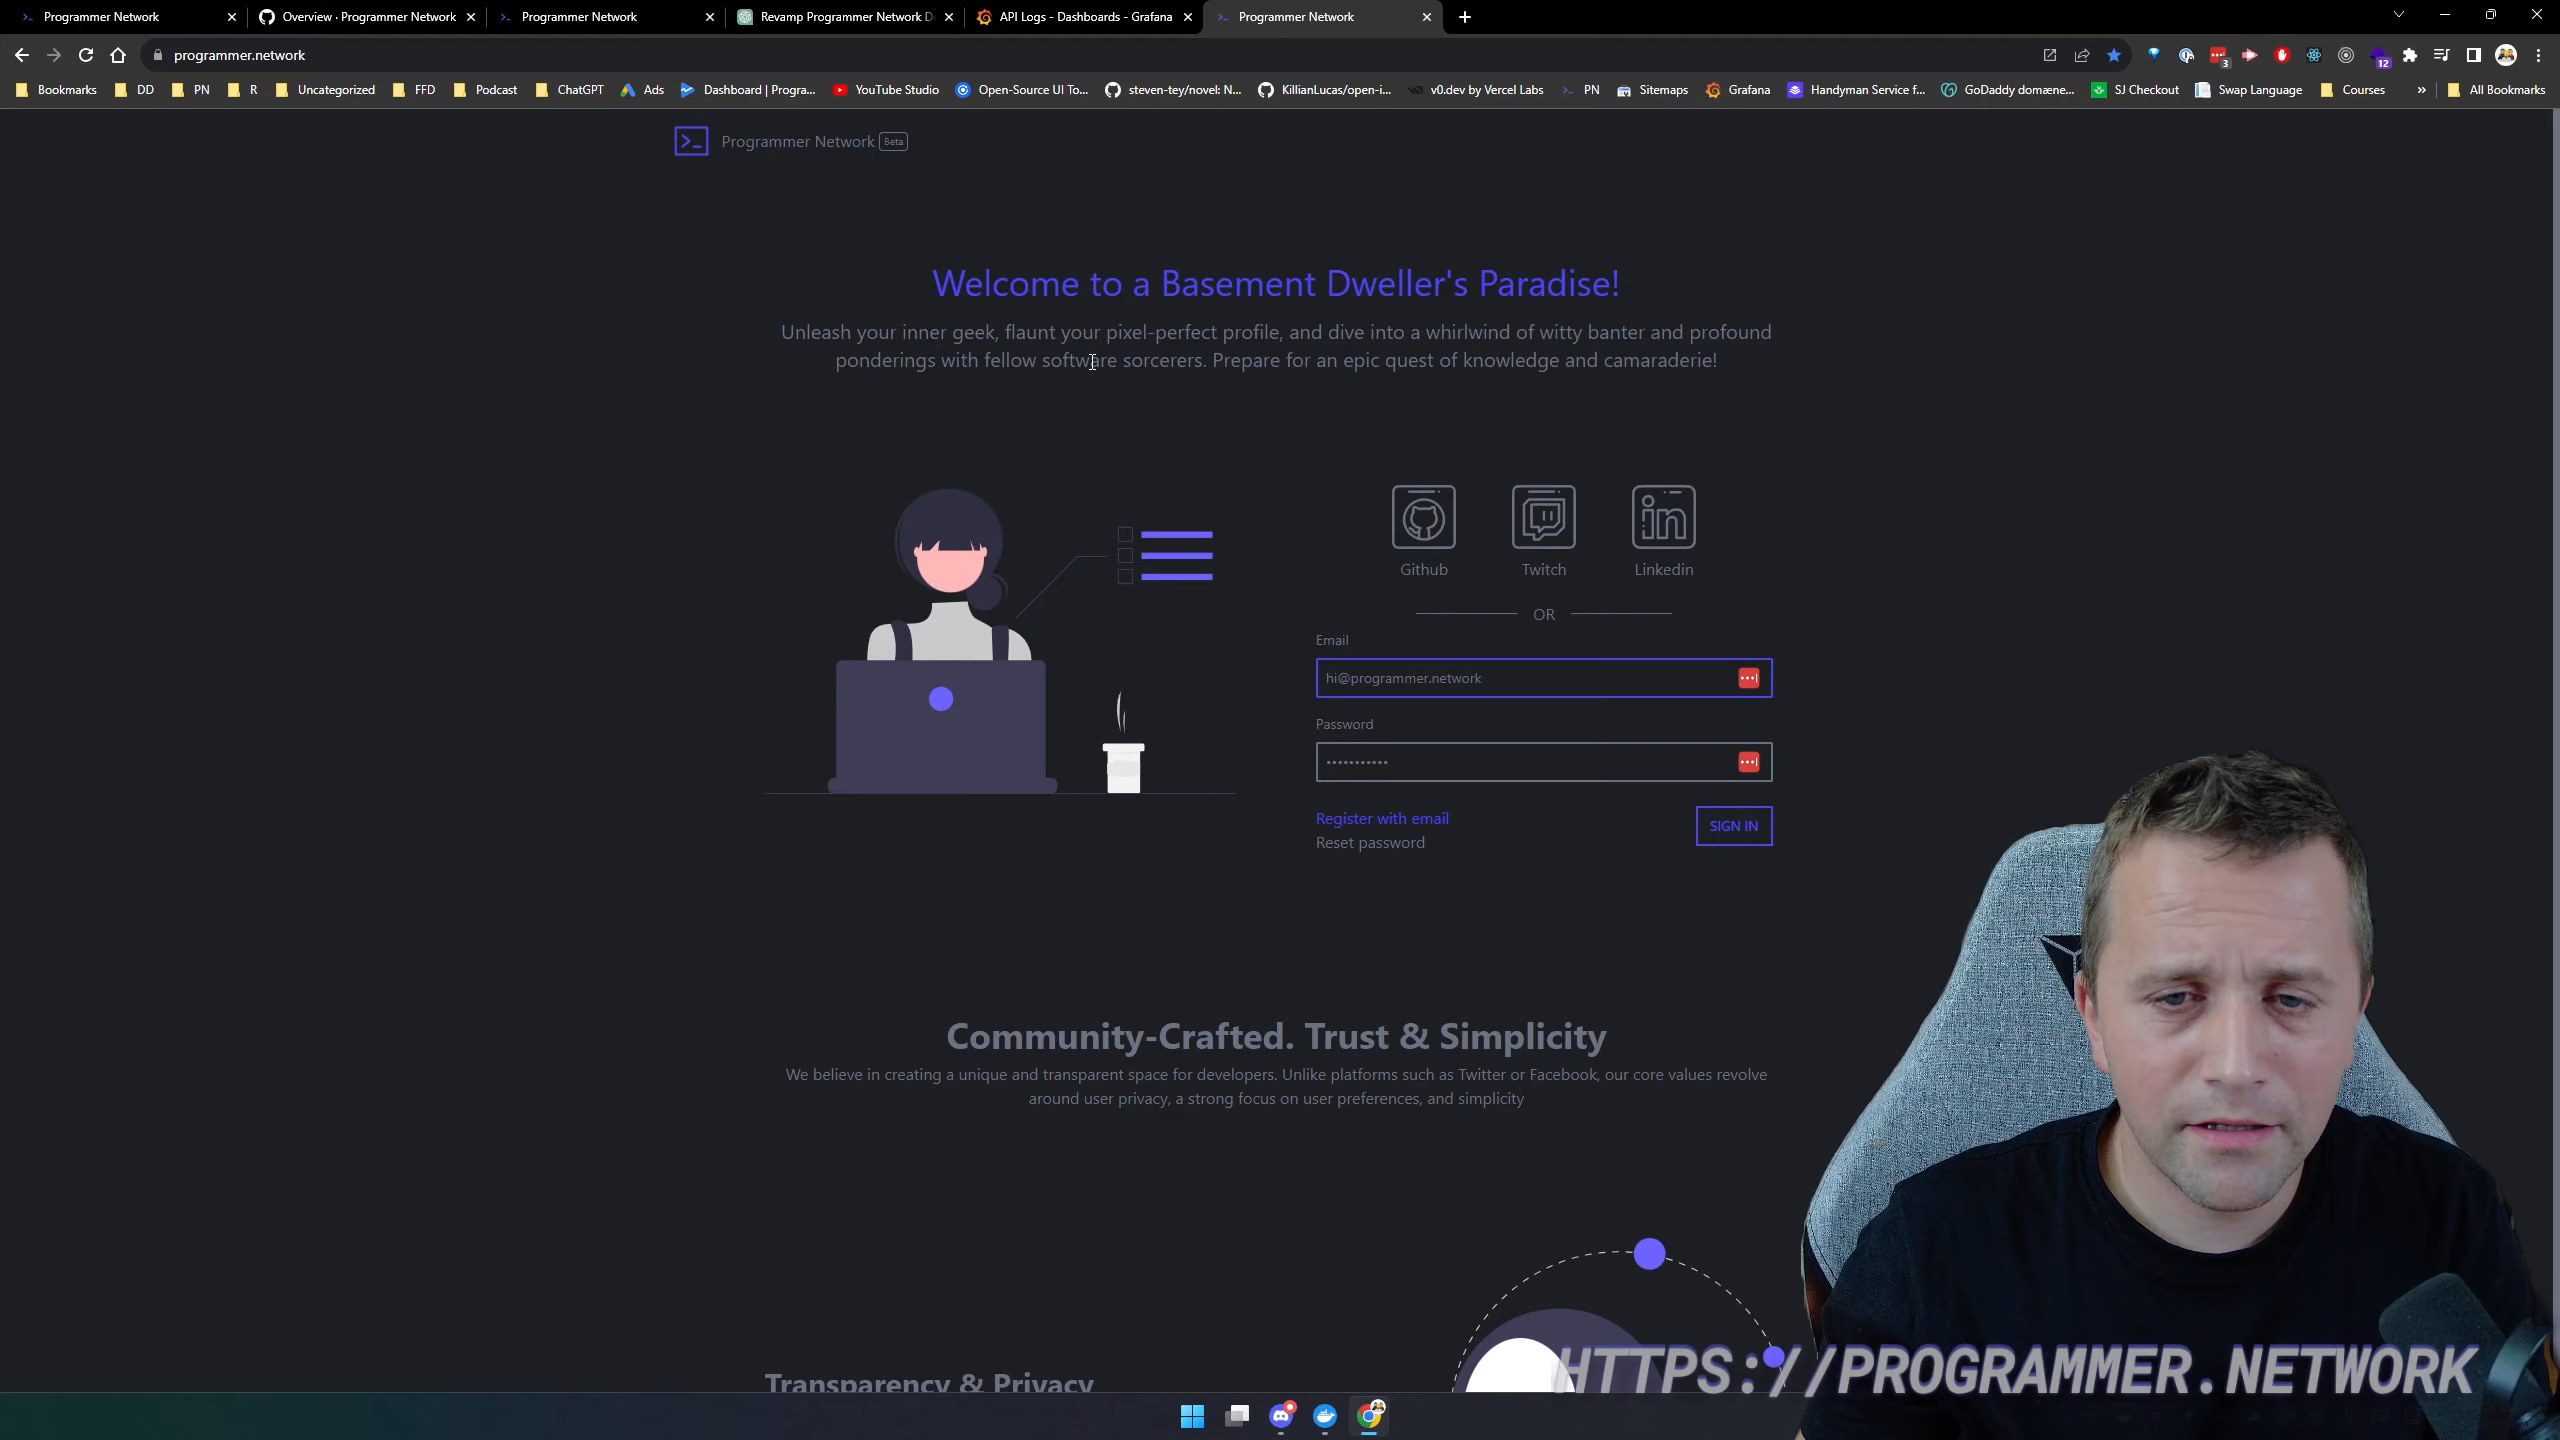 Programmer Network
Overview · Programmer Network
Programmer Network
Revamp Programmer Network D
API Logs - Dashboards - Grafana
Programmer Network
programmer.network
3
12
Bookmarks
DD
PN
R
Uncategorized
FFD
Podcast
ChatGPT
Ads
Dashboard | Progra...
YouTube Studio
Open-Source UI To...
steven-tey/novel: N...
KillianLucas/open-i...
v0.dev by Vercel Labs
PN
Sitemaps
Grafana
Handyman Service f...
GoDaddy domæne...
SJ Checkout
Swap Language
Courses
»
All Bookmarks
Programmer Network Beta
Welcome to a Basement Dweller's Paradise!
Unleash your inner geek, flaunt your pixel-perfect profile, and dive into a whirlwind of witty banter and profound
ponderings with fellow software sorcerers. Prepare for an epic quest of knowledge and camaraderie!
Github
Twitch
Linkedin
OR
Email
hi@programmer.network
Password
•••••••••••
Register with email
Reset password
SIGN IN
Community-Crafted. Trust & Simplicity
We believe in creating a unique and transparent space for developers. Unlike platforms such as Twitter or Facebook, our core values revolve
around user privacy, a strong focus on user preferences, and simplicity
Transparency & Privacy
HTTPS://PROGRAMMER.NETWORK